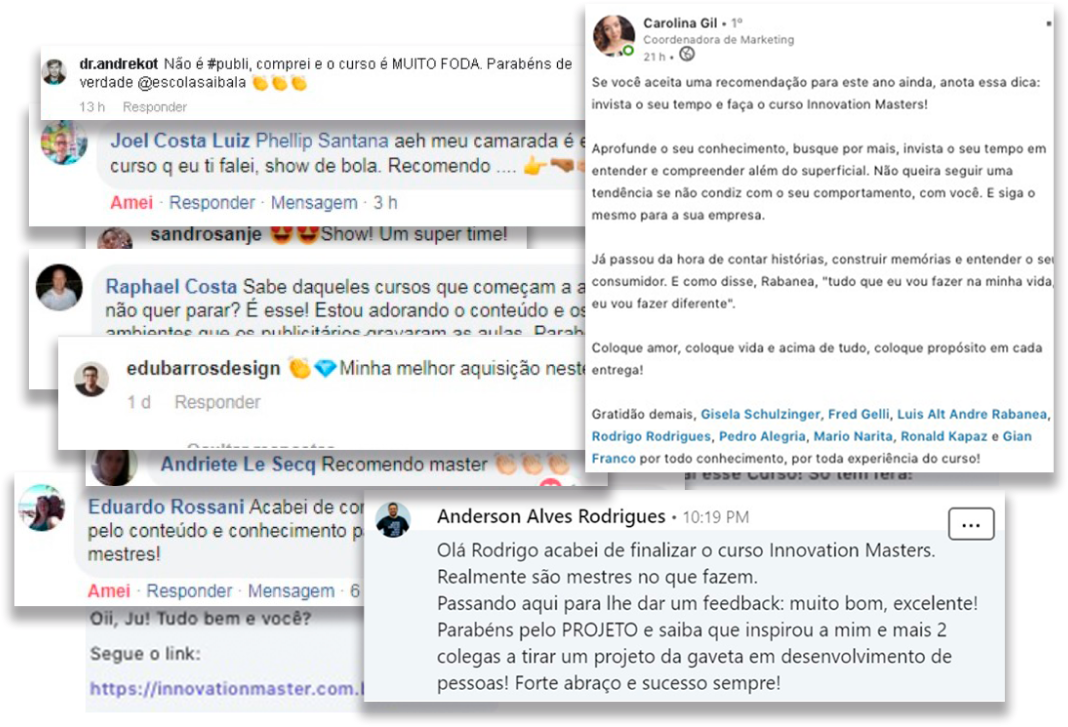 dr.andrekot Não é #publi, comprei e o curso é MUITO FODA. Parabéns de
verdade @escolasaibala 👏👏👏
13 h Responder
Joel Costa Luiz Phellip Santana aeh meu camarada é e
curso q eu ti falei, show de bola. Recomendo ....
Amei · Responder · Mensagem · 3 h
sandrosanje 😍😍Show! Um super time!
Raphael Costa Sabe daqueles cursos que começam a a
não quer parar? É esse! Estou adorando o conteúdo e os
ambientes que os publicitários gravaram as aulas. Parab
edubarrosdesign 👏💎Minha melhor aquisição neste
1 d Responder
Andriete Le Secq Recomendo master 👏👏👏
Eduardo Rossani Acabei de con
pelo conteúdo e conhecimento p
mestres!
Amei · Responder · Mensagem · 6
Oii, Ju! Tudo bem e você?
Segue o link:
https://innovationmaster.com.b
Carolina Gil • 1º
Coordenadora de Marketing
21 h •
Se você aceita uma recomendação para este ano ainda, anota essa dica:
invista o seu tempo e faça o curso Innovation Masters!
Aprofunde o seu conhecimento, busque por mais, invista o seu tempo em
entender e compreender além do superficial. Não queira seguir uma
tendência se não condiz com o seu comportamento, com você. E siga o
mesmo para a sua empresa.
Já passou da hora de contar histórias, construir memórias e entender o seu
consumidor. E como disse, Rabanea, "tudo que eu vou fazer na minha vida,
eu vou fazer diferente".
Coloque amor, coloque vida e acima de tudo, coloque propósito em cada
entrega!
Gratidão demais, Gisela Schulzinger, Fred Gelli, Luis Alt Andre Rabanea,
Rodrigo Rodrigues, Pedro Alegria, Mario Narita, Ronald Kapaz e Gian
Franco por todo conhecimento, por toda experiência do curso!
esse Curso! So tem fera!
Anderson Alves Rodrigues • 10:19 PM
...
Olá Rodrigo acabei de finalizar o curso Innovation Masters.
Realmente são mestres no que fazem.
Passando aqui para lhe dar um feedback: muito bom, excelente!
Parabéns pelo PROJETO e saiba que inspirou a mim e mais 2
colegas a tirar um projeto da gaveta em desenvolvimento de
pessoas! Forte abraço e sucesso sempre!